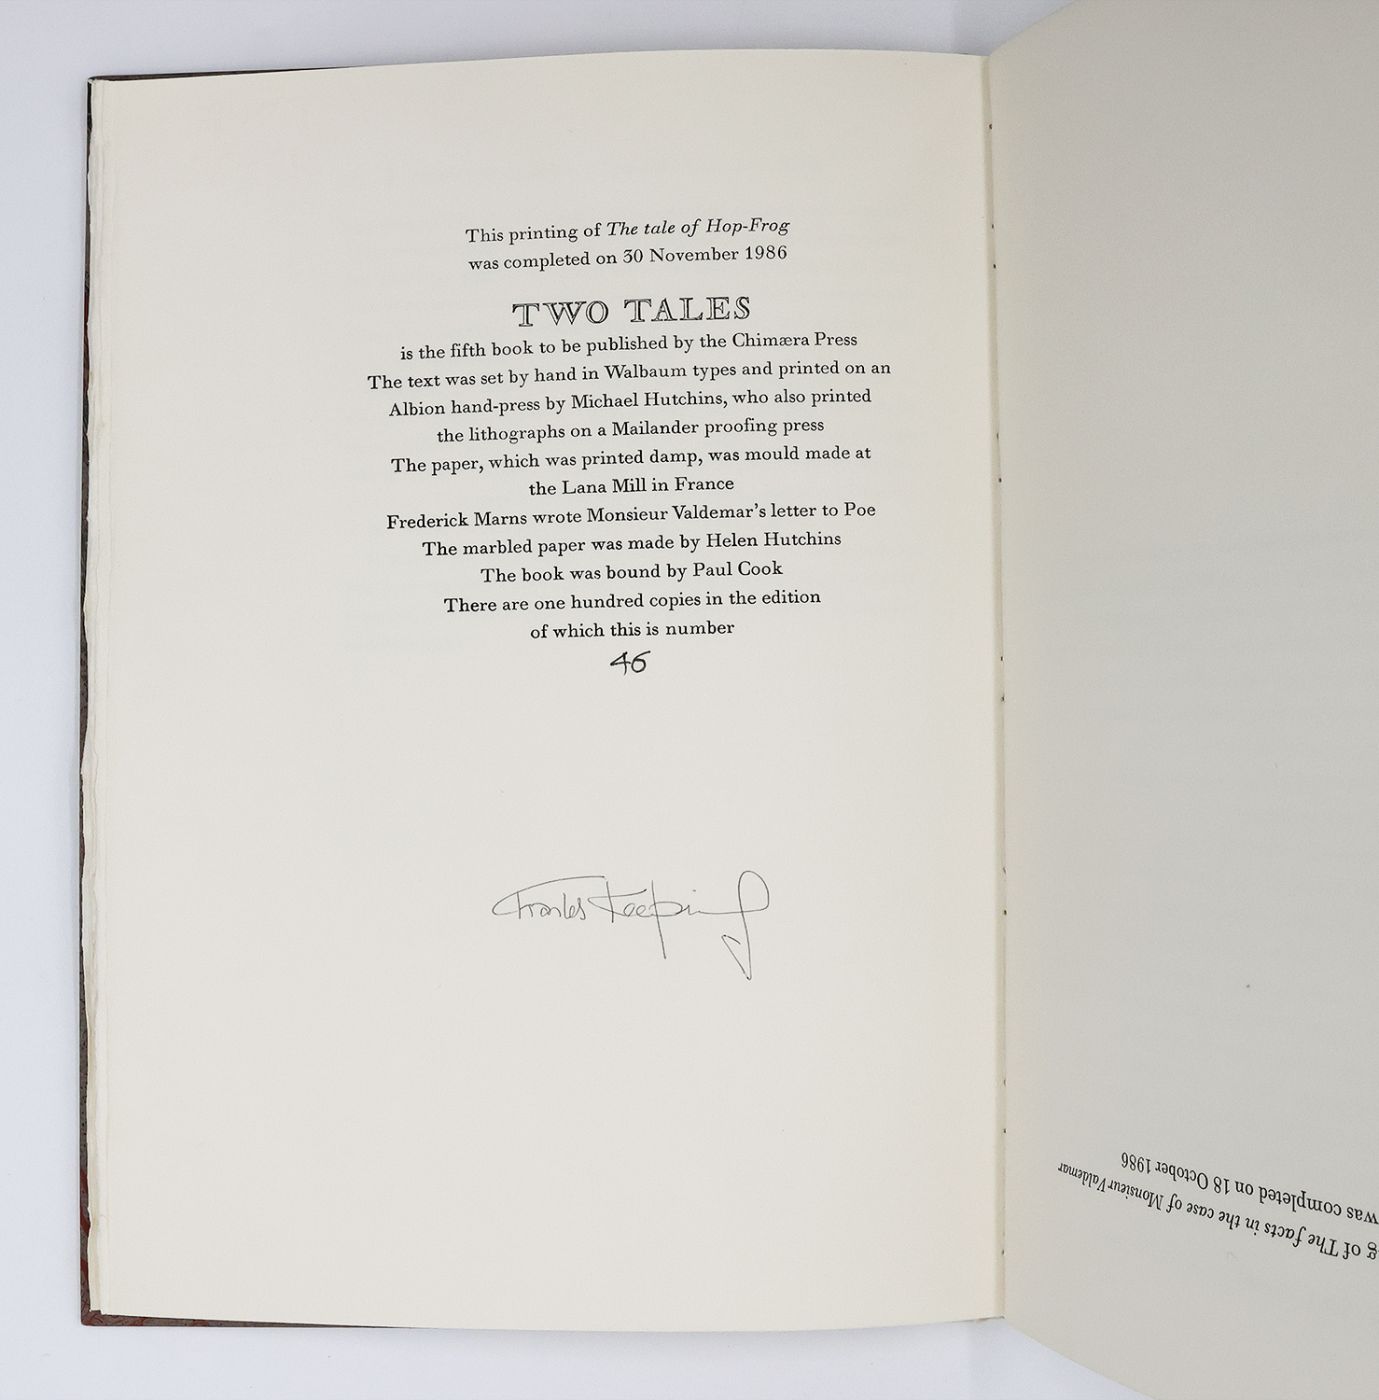 This printing of The tale of Hop-Frog
was completed on 30 November 1986
TWO TALES
is the fifth book to be published by the Chimæra Press
The text was set by hand in Walbaum types and printed on an
Albion hand-press by Michael Hutchins, who also printed
the lithographs on a Mailander proofing press
The paper, which was printed damp, was mould made at
the Lana Mill in France
Frederick Marns wrote Monsieur Valdemar's letter to Poe
The marbled paper was made by Helen Hutchins
The book was bound by Paul Cook
There are one hundred copies in the edition
of which this is number
46
Charles Keeping
g of The facts in the case of Monsieur Valdemar
was completed on 18 October 1986